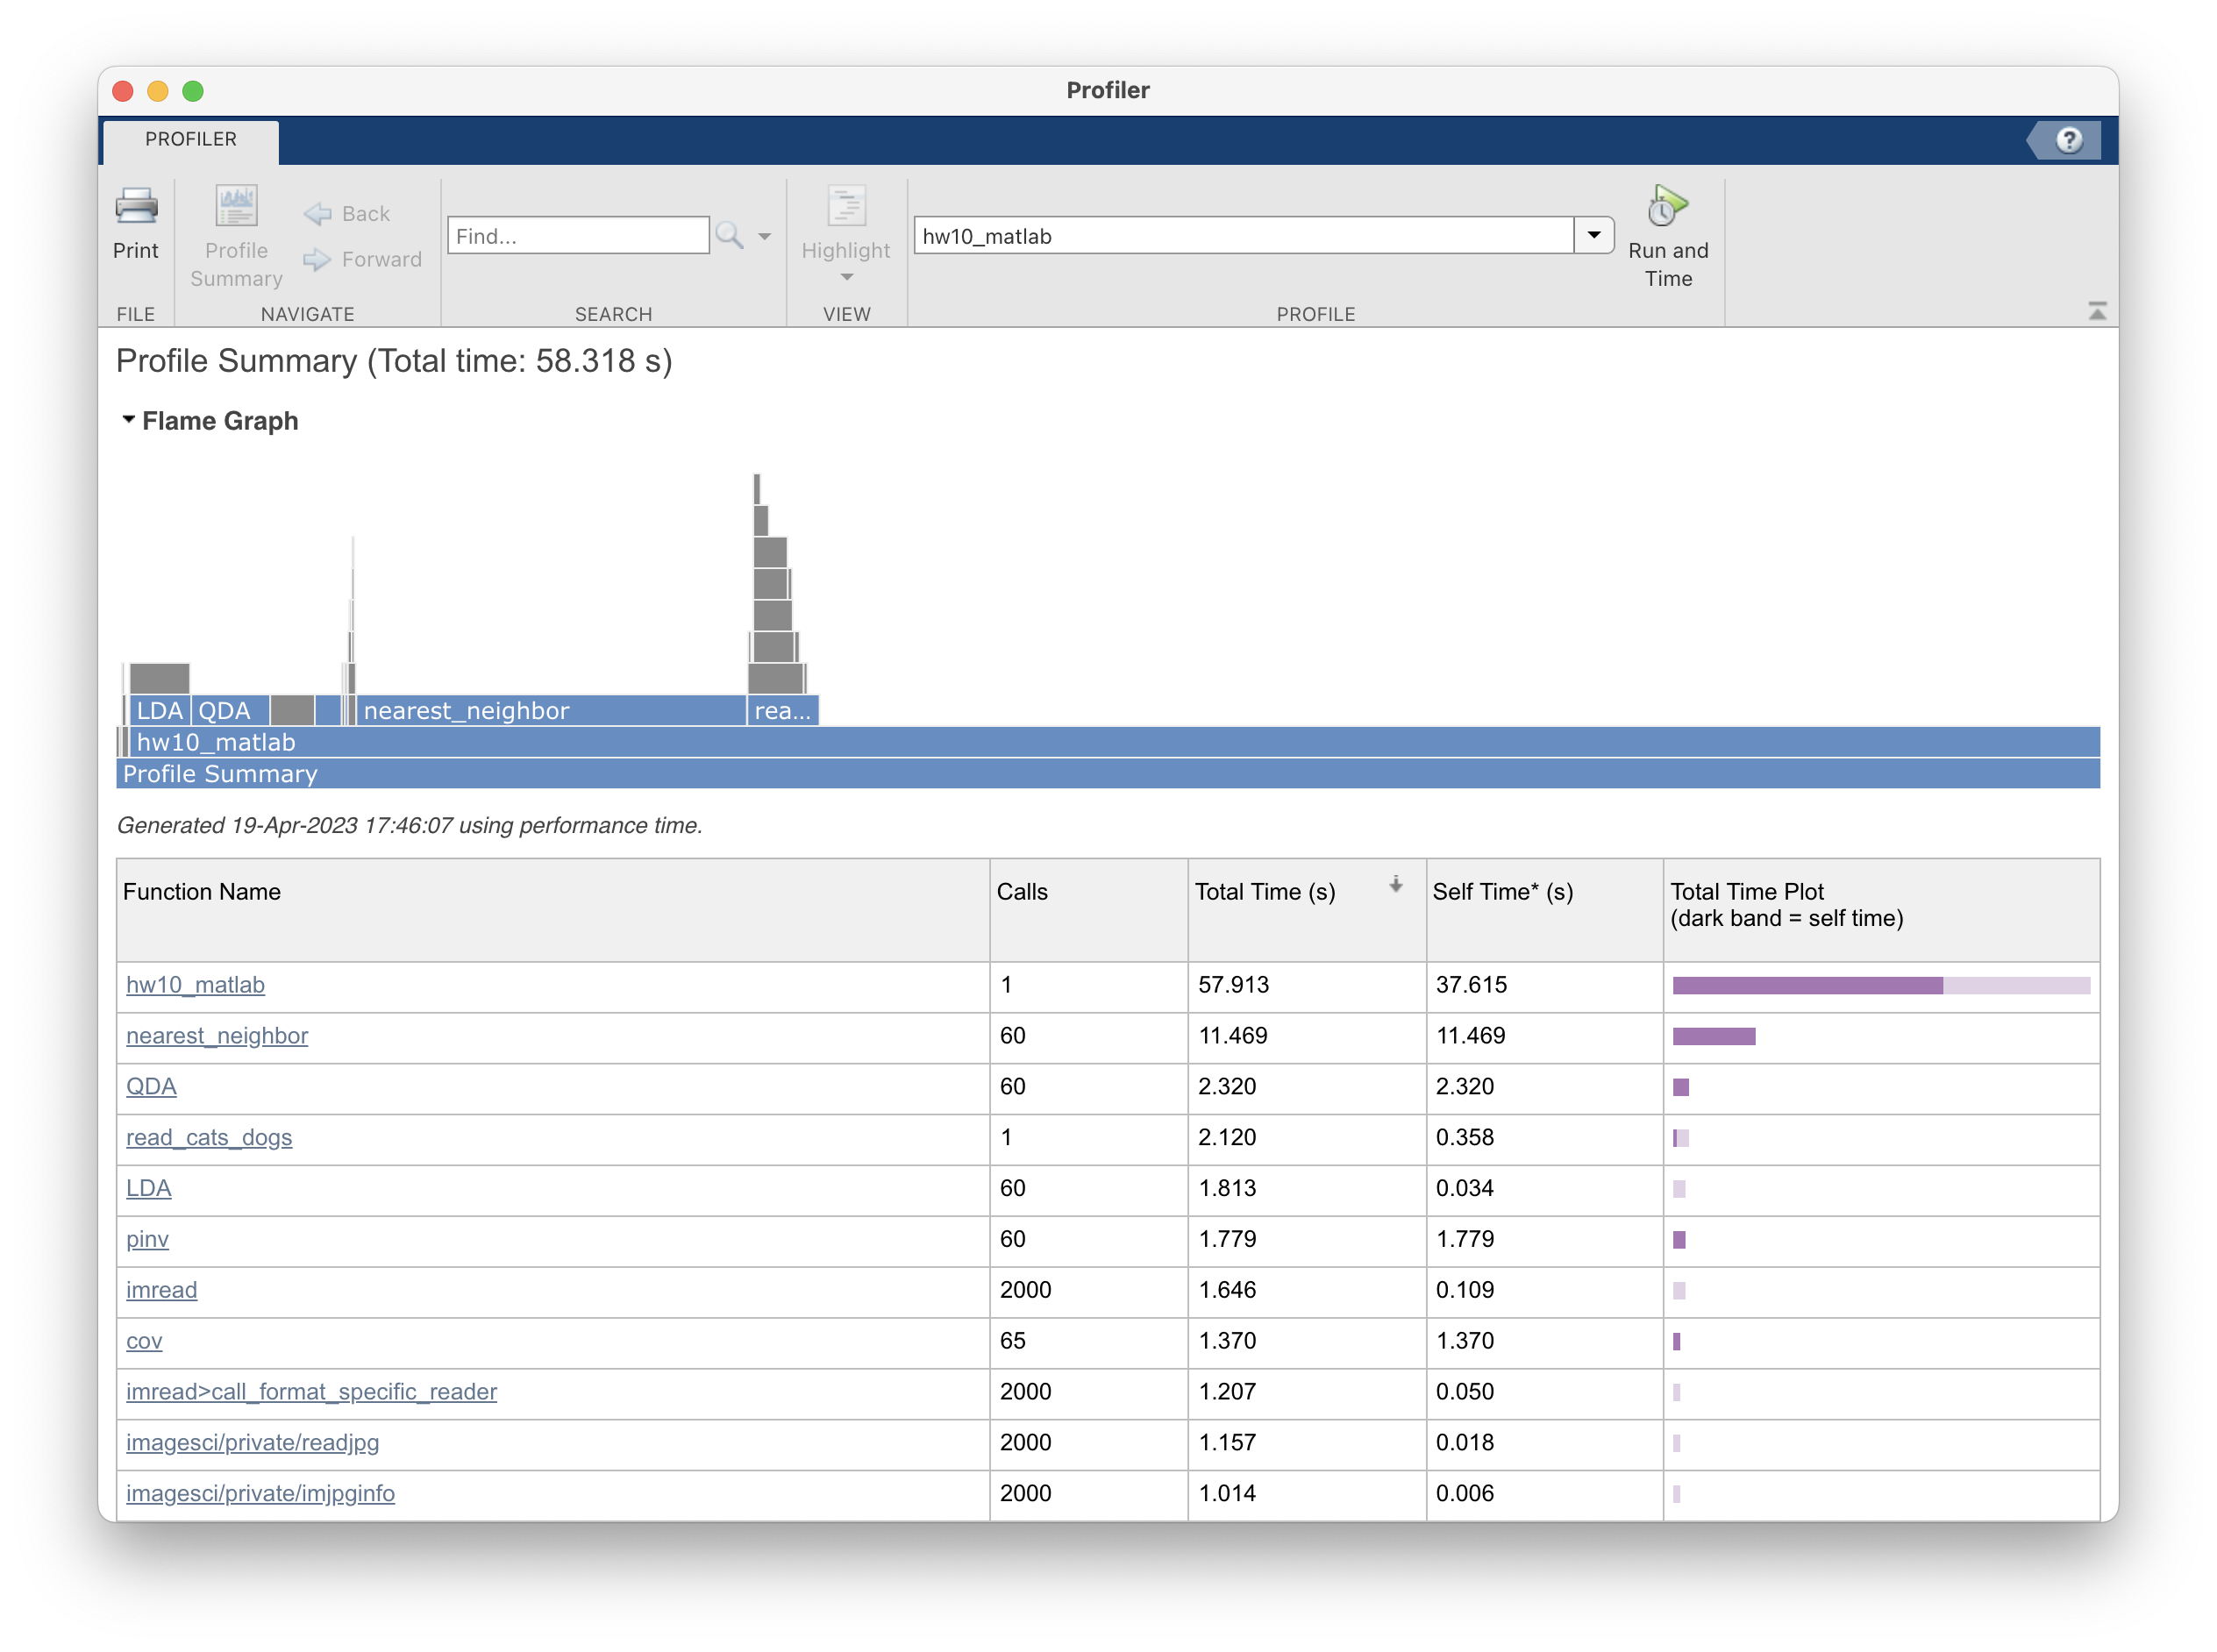 Profiler
PROFILER
?
Print
Profile
Summary
Back
Forward
Find...
Highlight
hw10_matlab
Run and
Time
FILE
NAVIGATE
SEARCH
VIEW
PROFILE
Profile Summary (Total time: 58.318 s)
Flame Graph
LDA QDA nearest_neighbor rea...
hw10_matlab
Profile Summary
Generated 19-Apr-2023 17:46:07 using performance time.
Function Name Calls Total Time (s) Self Time* (s) Total Time Plot
(dark band = self time)
hw10_matlab 1 57.913 37.615
nearest_neighbor 60 11.469 11.469
QDA 60 2.320 2.320
read_cats_dogs 1 2.120 0.358
LDA 60 1.813 0.034
pinv 60 1.779 1.779
imread 2000 1.646 0.109
cov 65 1.370 1.370
imread>call_format_specific_reader 2000 1.207 0.050
imagesci/private/readjpg 2000 1.157 0.018
imagesci/private/imjpginfo 2000 1.014 0.006